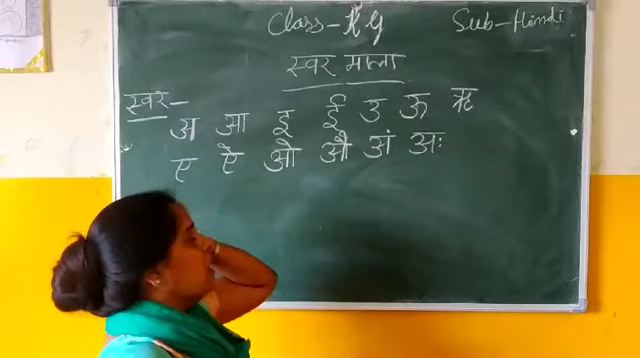 Class-KG Sub-Hindi
स्वर माला
स्वर- अ आ इ ई उ ऊ ऋ
ए ऐ ओ औ अं अः